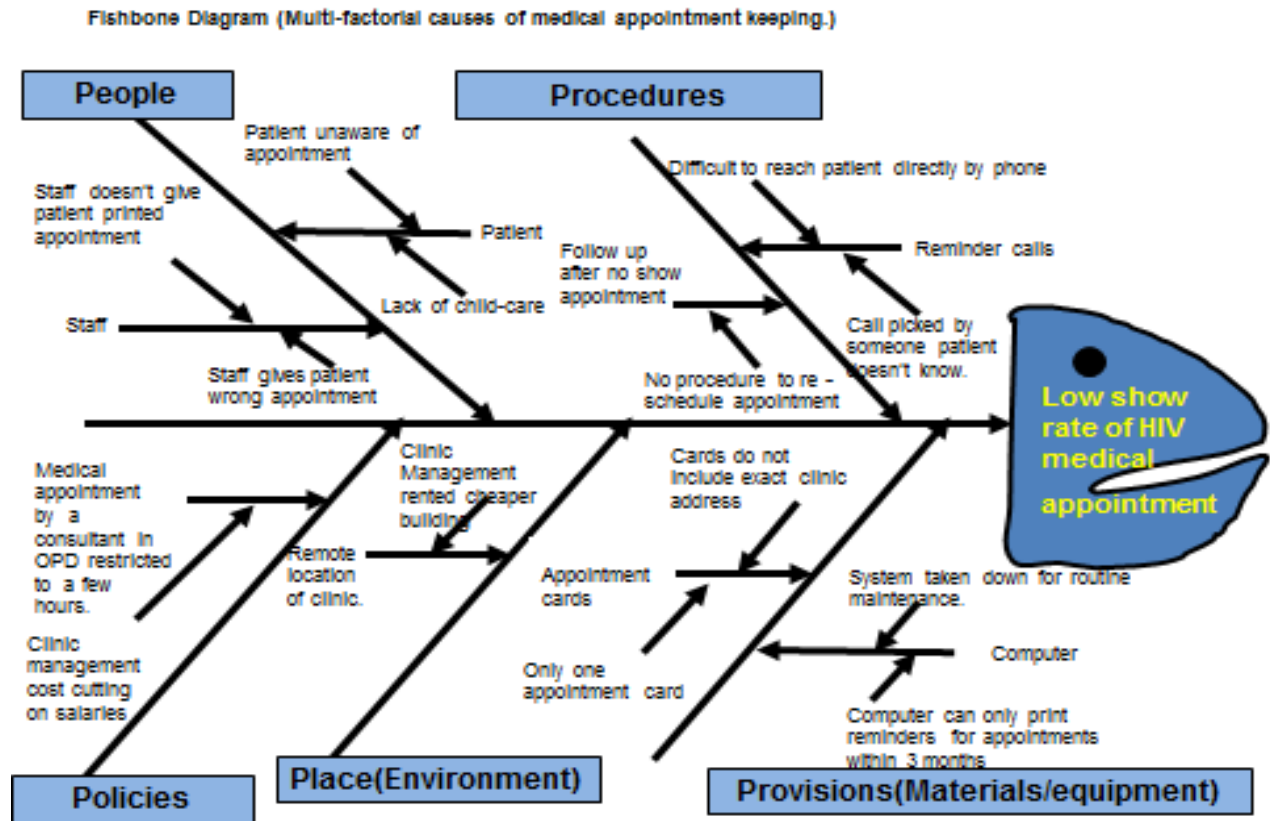 Fishbone Diagram (Multi-factorial causes of medical appointment keeping.)
People
Procedures
Patient unaware of
appointment
Staff doesn't give
patient printed
appointment
Patient
Lack of child-care
Staff
Staff gives patient
wrong appointment
Difficult to reach patient directly by phone
Follow up
after no show
appointment
Reminder calls
Call picked by
someone patient
doesn't know.
No procedure to re -
schedule appointment
Low show
rate of HIV
medical
appointment
Medical
appointment
by a
consultant in
OPD restricted
to a few
hours.
Clinic
management
cost cutting
on salaries
Clinic
Management
rented cheaper
building
Remote
location
of clinic.
Cards do not
include exact clinic
address
Appointment
cards
Only one
appointment card
System taken down for routine
maintenance.
Computer
Computer can only print
reminders for appointments
within 3 months
Policies
Place(Environment)
Provisions(Materials/equipment)